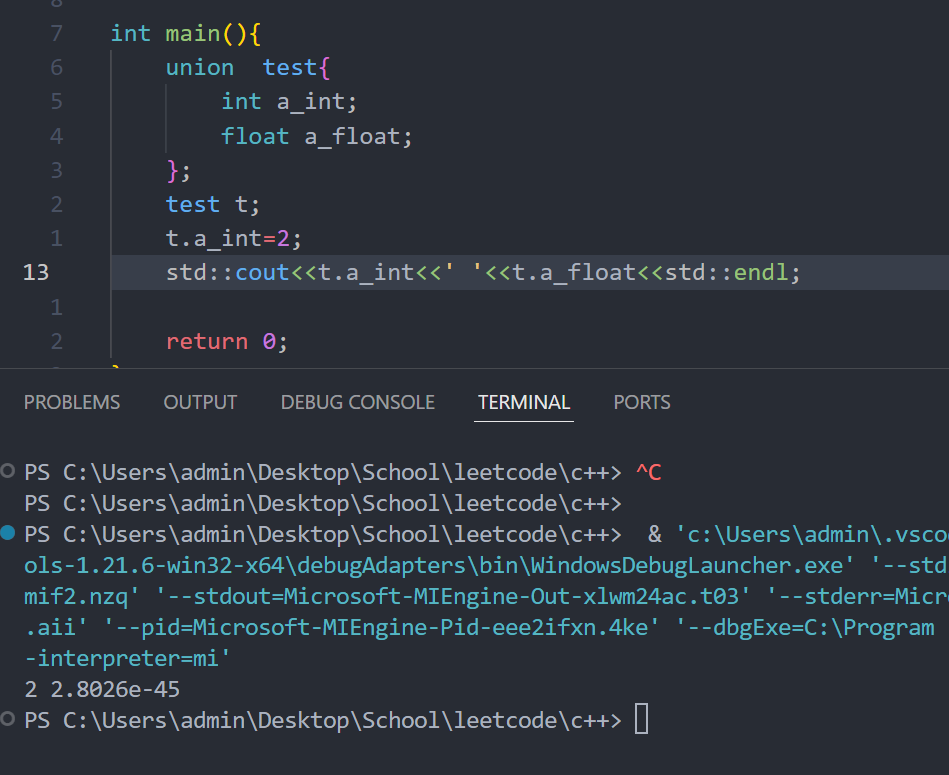 8
7 int main(){
6 union  test{
5 int a_int;
4 float a_float;
3 };
2 test t;
1 t.a_int=2;
13 std::cout<<t.a_int<<' '<<t.a_float<<std::endl;
1
2 return 0;
PROBLEMS OUTPUT DEBUG CONSOLE TERMINAL PORTS
PS C:\Users\admin\Desktop\School\leetcode\c++> ^C
PS C:\Users\admin\Desktop\School\leetcode\c++>
PS C:\Users\admin\Desktop\School\leetcode\c++>  & 'c:\Users\admin\.vsco
ols-1.21.6-win32-x64\debugAdapters\bin\WindowsDebugLauncher.exe' '--std
mif2.nzq' '--stdout=Microsoft-MIEngine-Out-xlwm24ac.t03' '--stderr=Micr
.aii' '--pid=Microsoft-MIEngine-Pid-eee2ifxn.4ke' '--dbgExe=C:\Program
-interpreter=mi'
2 2.8026e-45
PS C:\Users\admin\Desktop\School\leetcode\c++>